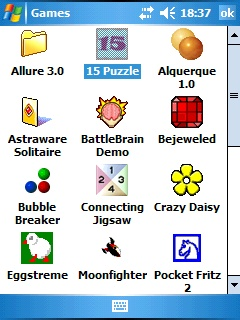 Games 18:37 ok
15
Allure 3.0 15 Puzzle Alquerque 1.0
Astraware Solitaire BattleBrain Demo Bejeweled
1 2 3 4
Bubble Breaker Connecting Jigsaw Crazy Daisy
Eggstreme Moonfighter Pocket Fritz 2